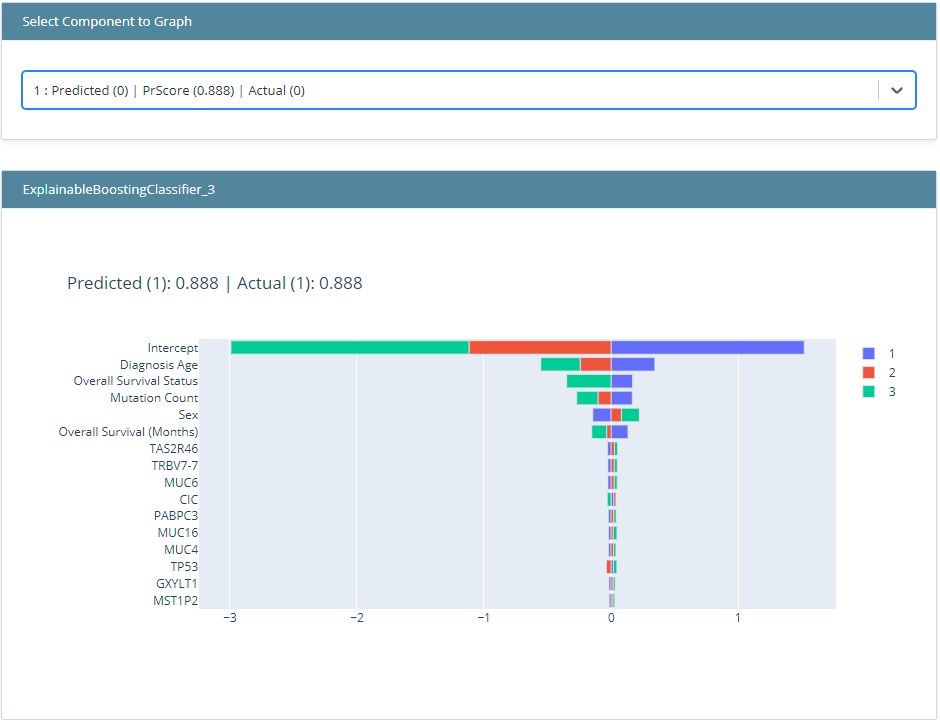 Select Component to Graph
1 : Predicted (0) | PrScore (0.888) | Actual (0)
ExplainableBoostingClassifier_3
Predicted (1): 0.888 | Actual (1): 0.888
Intercept
Diagnosis Age
Overall Survival Status
Mutation Count
Sex
Overall Survival (Months)
TAS2R46
TRBV7-7
MUC6
CIC
PABPC3
MUC16
MUC4
TP53
GXYLT1
MST1P2
−3 −2 −1 0 1
1
2
3